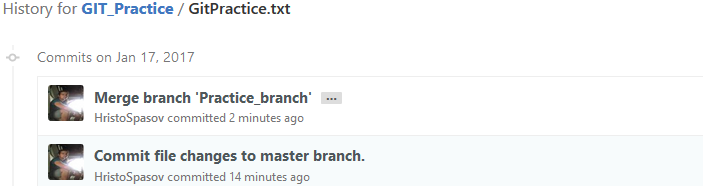 History for GIT_Practice / GitPractice.txt
Commits on Jan 17, 2017
Merge branch 'Practice_branch' ...
HristoSpasov committed 2 minutes ago
Commit file changes to master branch.
HristoSpasov committed 14 minutes ago